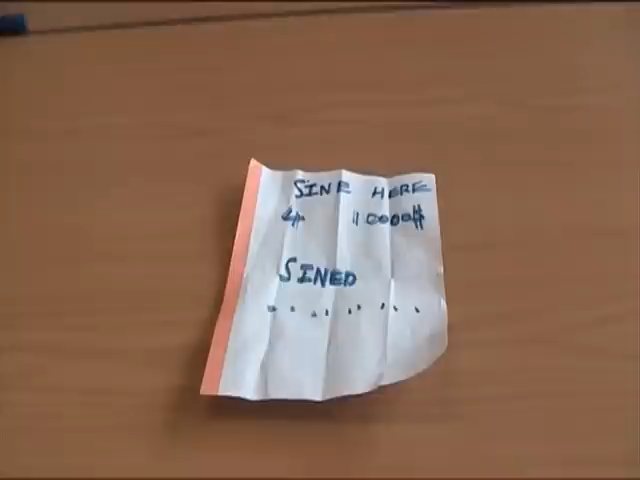 SINE HERE
4 10000$
SINED
..........